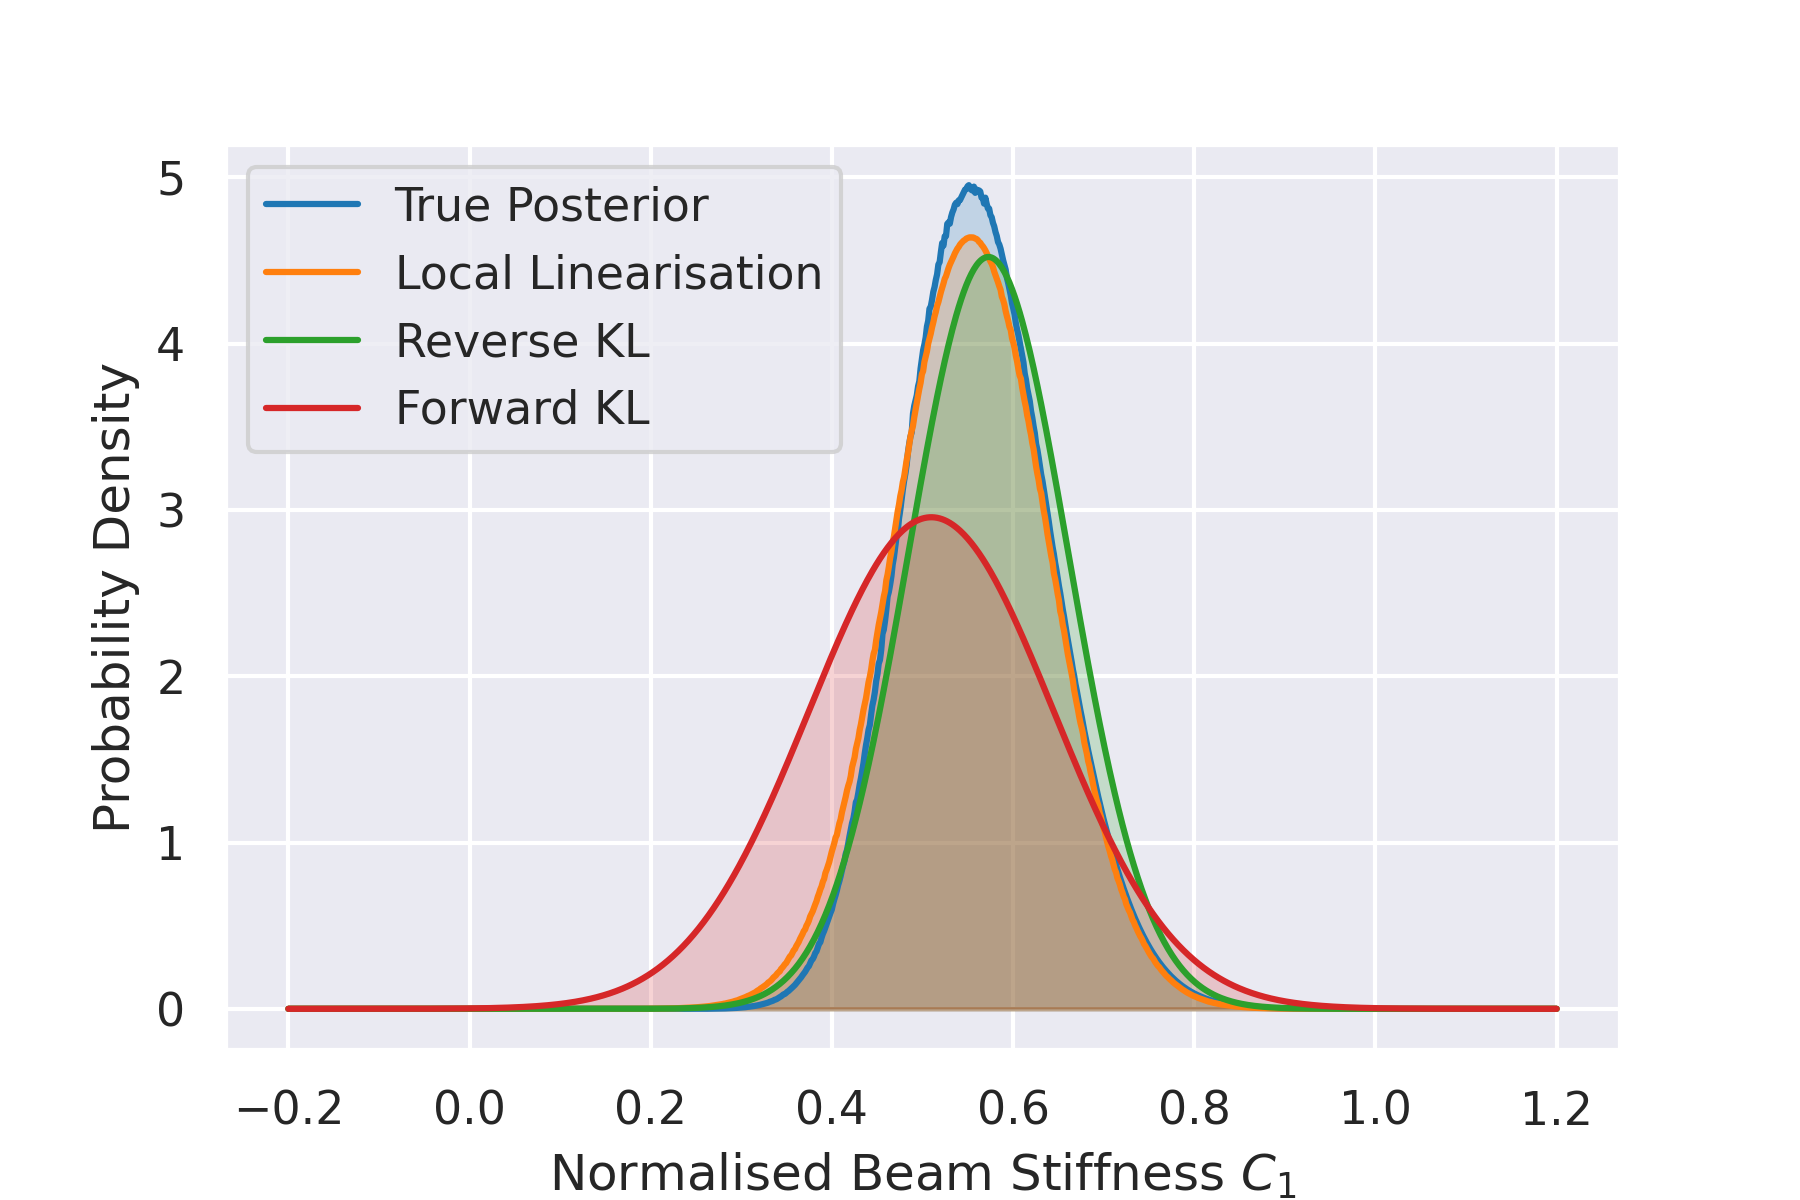 True Posterior
Local Linearisation
Reverse KL
Forward KL
Probability Density
5
4
3
2
1
0
−0.2 0.0 0.2 0.4 0.6 0.8 1.0 1.2
Normalised Beam Stiffness C₁